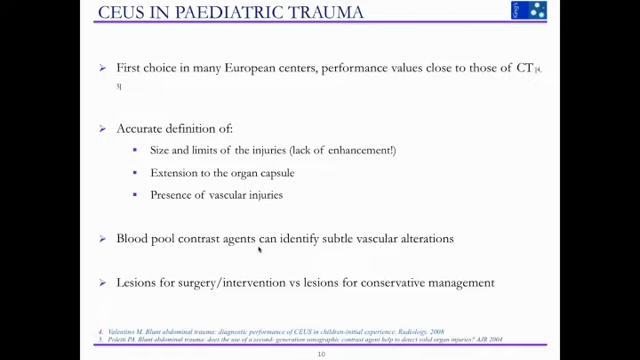 CEUS IN PAEDIATRIC TRAUMA
First choice in many European centers, performance values close to those of CT [4,
5]
Accurate definition of:
Size and limits of the injuries (lack of enhancement!)
Extension to the organ capsule
Presence of vascular injuries
Blood pool contrast agents can identify subtle vascular alterations
Lesions for surgery/intervention vs lesions for conservative management
4. Valentino M. Blunt abdominal trauma: diagnostic performance of CEUS in children-initial experience. Radiology. 2008
5. Poletti PA. Blunt abdominal trauma: does the use of a second-generation sonographic contrast agent help to detect solid organ injuries? AJR 2004
10